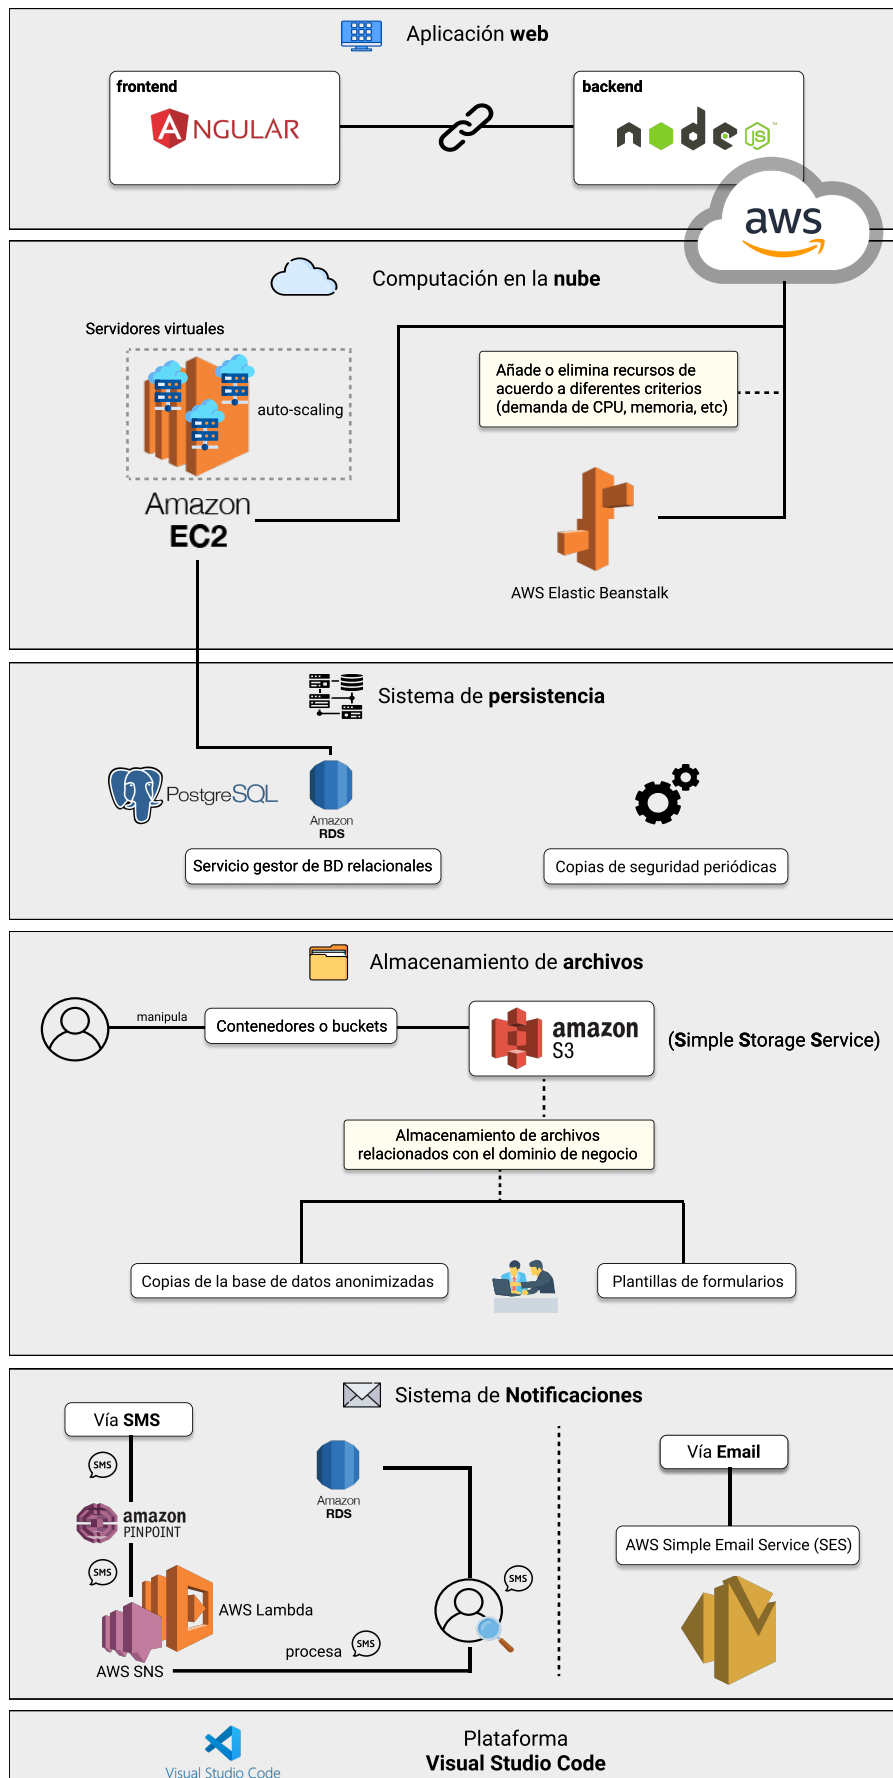 Aplicación web
frontend
ANGULAR
backend
node
JS
™
aws
Computación en la nube
Servidores virtuales
auto-scaling
Añade o elimina recursos de
acuerdo a diferentes criterios
(demanda de CPU, memoria, etc)
Amazon
EC2
AWS Elastic Beanstalk
Sistema de persistencia
PostgreSQL
Amazon
RDS
Servicio gestor de BD relacionales
Copias de seguridad periódicas
Almacenamiento de archivos
manipula
Contenedores o buckets
amazon
S3
(Simple Storage Service)
Almacenamiento de archivos
relacionados con el dominio de negocio
Copias de la base de datos anonimizadas
Plantillas de formularios
Sistema de Notificaciones
Vía SMS
SMS
amazon
PINPOINT
SMS
AWS Lambda
AWS SNS
procesa
SMS
Amazon
RDS
SMS
Vía Email
AWS Simple Email Service (SES)
Visual Studio Code
Plataforma
Visual Studio Code